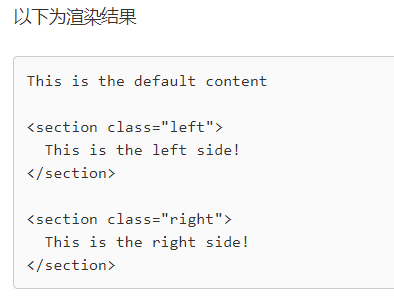 以下为渲染结果
This is the default content
<section class="left">
  This is the left side!
</section>
<section class="right">
  This is the right side!
</section>